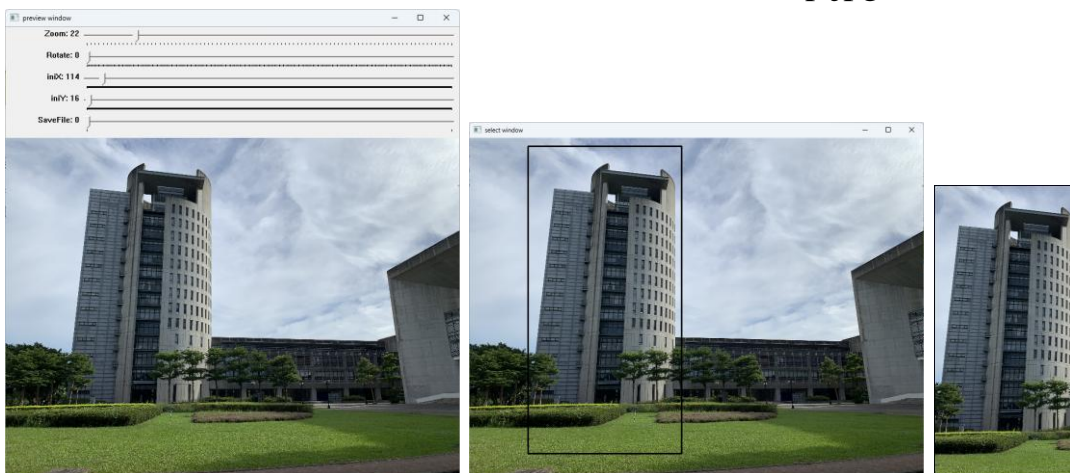 preview window
Zoom: 22
Rotate: 0
iniX: 114
iniY: 16
SaveFile: 0
select window